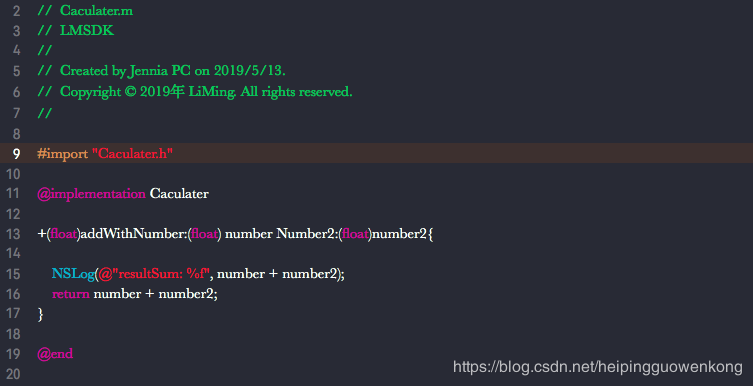 2 //  Caculater.m
3 //  LMSDK
4 //
5 //  Created by Jennia PC on 2019/5/13.
6 //  Copyright © 2019年 LiMing. All rights reserved.
7 //
8
9 #import "Caculater.h"
10
11 @implementation Caculater
12
13 +(float)addWithNumber:(float) number Number2:(float)number2{
14
15     NSLog(@"resultSum: %f", number + number2);
16     return number + number2;
17 }
18
19 @end
20
https://blog.csdn.net/heipingguowenkong